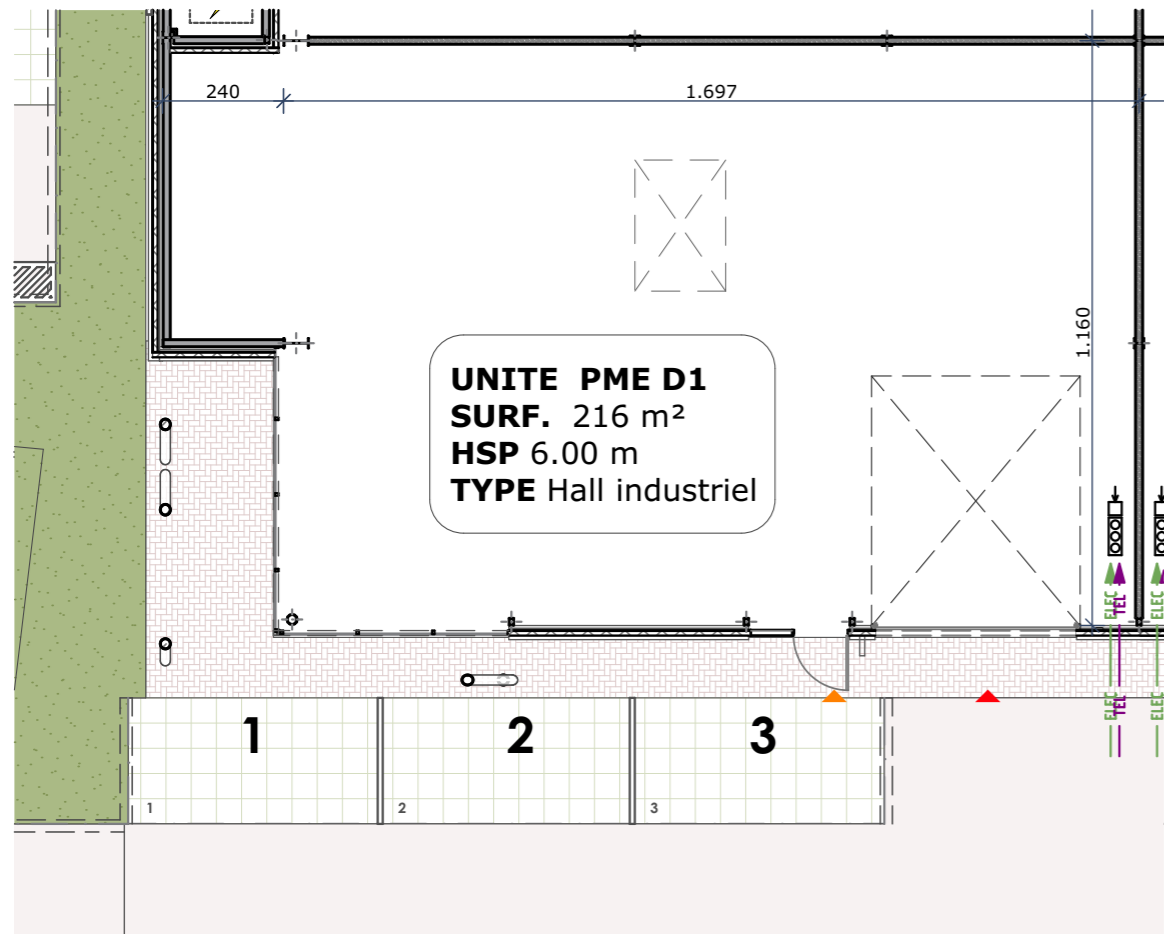 240
1.697
1.160
UNITE PME D1
SURF. 216 m²
HSP 6.00 m
TYPE Hall industriel
ELEC
TEL
ELEC
ELEC
TEL
ELEC
1
2
3
1
2
3